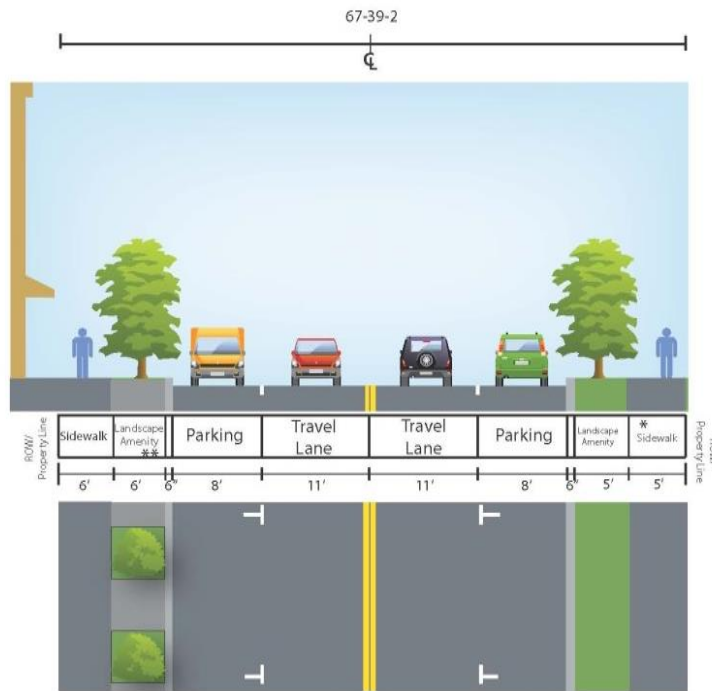 67-39-2
℄
ROW/
Property Line
Sidewalk
Landscape
Amenity
**
Parking
Travel
Lane
Travel
Lane
Parking
Landscape
Amenity
*
Sidewalk
Property Line
6' 6' 6" 8' 11' 11' 8' 6" 5' 5'